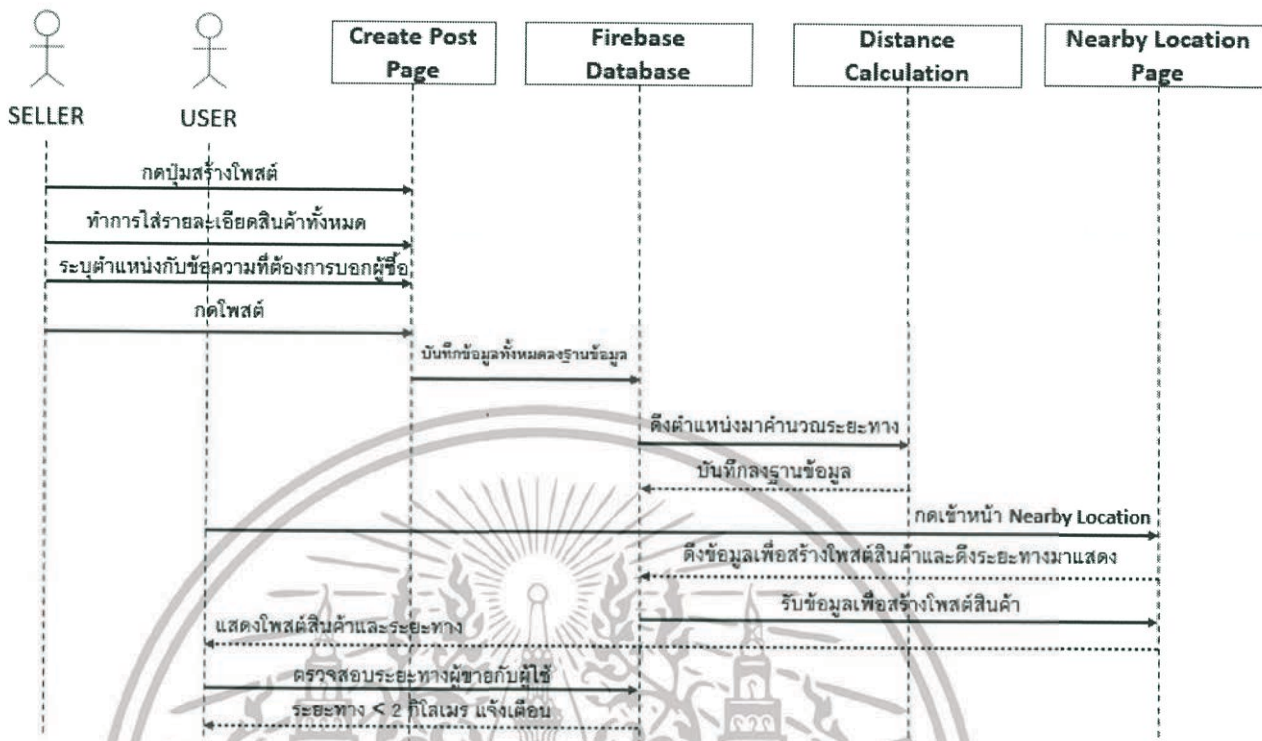 Create Post
Page
Firebase
Database
Distance
Calculation
Nearby Location
Page
SELLER
USER
กดปุ่มสร้างโพสต์
ทำการใส่รายละเอียดสินค้าทั้งหมด
ระบุตำแหน่งกับข้อความที่ต้องการบอกผู้ซื้อ
กดโพสต์
บันทึกข้อมูลทั้งหมดลงฐานข้อมูล
ดึงตำแหน่งมาคำนวณระยะทาง
บันทึกลงฐานข้อมูล
กดเข้าหน้า Nearby Location
ดึงข้อมูลเพื่อสร้างโพสต์สินค้าและดึงระยะทางมาแสดง
รับข้อมูลเพื่อสร้างโพสต์สินค้า
แสดงโพสต์สินค้าและระยะทาง
ตรวจสอบระยะทางผู้ขายกับผู้ใช้
ระยะทาง < 2 กิโลเมร แจ้งเตือน